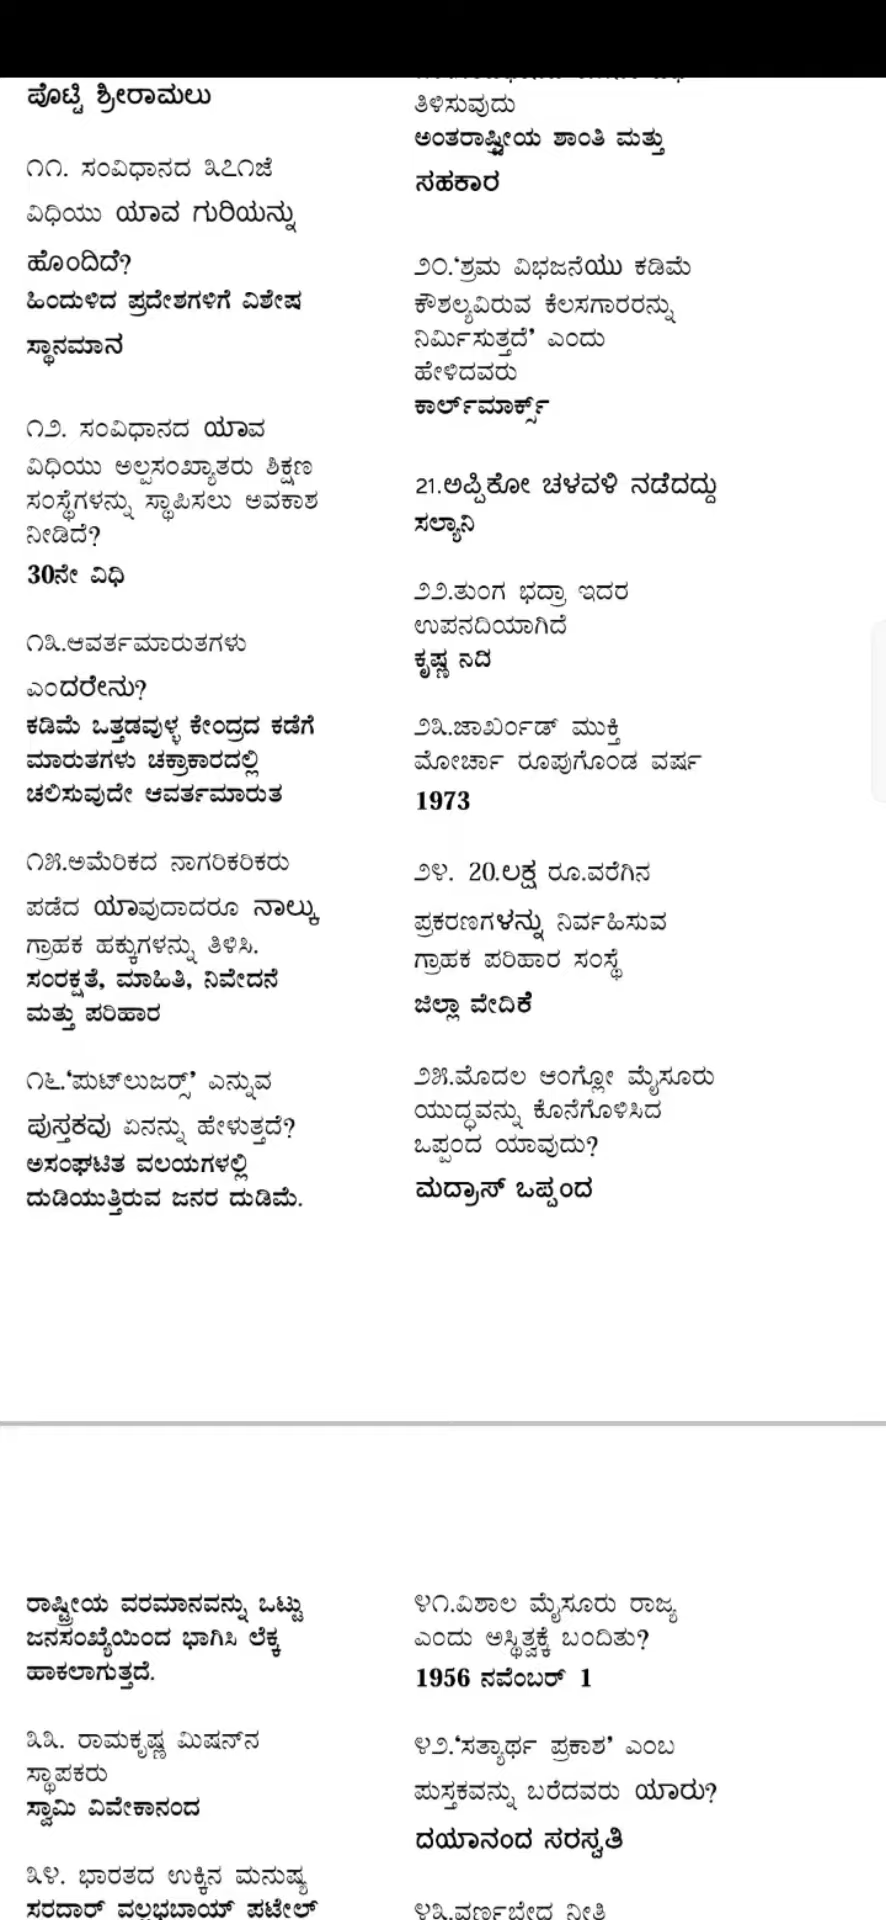 ಪೊಟ್ಟಿ ಶ್ರೀರಾಮಲು
೧೧. ಸಂವಿಧಾನದ ೩೭೧ಜೆ
ವಿಧಿಯು ಯಾವ ಗುರಿಯನ್ನು
ಹೊಂದಿದೆ?
ಹಿಂದುಳಿದ ಪ್ರದೇಶಗಳಿಗೆ ವಿಶೇಷ
ಸ್ಥಾನಮಾನ
೧೨. ಸಂವಿಧಾನದ ಯಾವ
ವಿಧಿಯು ಅಲ್ಪಸಂಖ್ಯಾತರು ಶಿಕ್ಷಣ
ಸಂಸ್ಥೆಗಳನ್ನು ಸ್ಥಾಪಿಸಲು ಅವಕಾಶ
ನೀಡಿದೆ?
30ನೇ ವಿಧಿ
೧೩.ಆವರ್ತಮಾರುತಗಳು
ಎಂದರೇನು?
ಕಡಿಮೆ ಒತ್ತಡವುಳ್ಳ ಕೇಂದ್ರದ ಕಡೆಗೆ
ಮಾರುತಗಳು ಚಕ್ರಾಕಾರದಲ್ಲಿ
ಚಲಿಸುವುದೇ ಆವರ್ತಮಾರುತ
೧೫.ಅಮೆರಿಕದ ನಾಗರಿಕರಿಕರು
ಪಡೆದ ಯಾವುದಾದರೂ ನಾಲ್ಕು
ಗ್ರಾಹಕ ಹಕ್ಕುಗಳನ್ನು ತಿಳಿಸಿ.
ಸಂರಕ್ಷತೆ, ಮಾಹಿತಿ, ನಿವೇದನೆ
ಮತ್ತು ಪರಿಹಾರ
೧೬.‘ಫುಟ್‌ಲುಜರ್ಸ್’ ಎನ್ನುವ
ಪುಸ್ತಕವು ಏನನ್ನು ಹೇಳುತ್ತದೆ?
ಅಸಂಘಟಿತ ವಲಯಗಳಲ್ಲಿ
ದುಡಿಯುತ್ತಿರುವ ಜನರ ದುಡಿಮೆ.
ತಿಳಿಸುವುದು
ಅಂತರಾಷ್ಟ್ರೀಯ ಶಾಂತಿ ಮತ್ತು
ಸಹಕಾರ
೨೦.‘ಶ್ರಮ ವಿಭಜನೆಯು ಕಡಿಮೆ
ಕೌಶಲ್ಯವಿರುವ ಕೆಲಸಗಾರರನ್ನು
ನಿರ್ಮಿಸುತ್ತದೆ’ ಎಂದು
ಹೇಳಿದವರು
ಕಾರ್ಲ್‌ಮಾರ್ಕ್ಸ್
21.ಅಪ್ಪಿಕೋ ಚಳವಳಿ ನಡೆದದ್ದು
ಸಲ್ಯಾನಿ
೨೨.ತುಂಗ ಭದ್ರಾ ಇದರ
ಉಪನದಿಯಾಗಿದೆ
ಕೃಷ್ಣ ನದಿ
೨೩.ಜಾರ್ಖಂಡ್ ಮುಕ್ತಿ
ಮೋರ್ಚಾ ರೂಪುಗೊಂಡ ವರ್ಷ
1973
೨೪. 20.ಲಕ್ಷ ರೂ.ವರೆಗಿನ
ಪ್ರಕರಣಗಳನ್ನು ನಿರ್ವಹಿಸುವ
ಗ್ರಾಹಕ ಪರಿಹಾರ ಸಂಸ್ಥೆ
ಜಿಲ್ಲಾ ವೇದಿಕೆ
೨೫.ಮೊದಲ ಆಂಗ್ಲೋ ಮೈಸೂರು
ಯುದ್ಧವನ್ನು ಕೊನೆಗೊಳಿಸಿದ
ಒಪ್ಪಂದ ಯಾವುದು?
ಮದ್ರಾಸ್ ಒಪ್ಪಂದ
ರಾಷ್ಟ್ರೀಯ ವರಮಾನವನ್ನು ಒಟ್ಟು
ಜನಸಂಖ್ಯೆಯಿಂದ ಭಾಗಿಸಿ ಲೆಕ್ಕ
ಹಾಕಲಾಗುತ್ತದೆ.
೩೩. ರಾಮಕೃಷ್ಣ ಮಿಷನ್‌ನ
ಸ್ಥಾಪಕರು
ಸ್ವಾಮಿ ವಿವೇಕಾನಂದ
೩೪. ಭಾರತದ ಉಕ್ಕಿನ ಮನುಷ್ಯ
ಸರದಾರ್ ವಲ್ಲಭಬಾಯ್ ಪಟೇಲ್
೪೧.ವಿಶಾಲ ಮೈಸೂರು ರಾಜ್ಯ
ಎಂದು ಅಸ್ಥಿತ್ವಕ್ಕೆ ಬಂದಿತು?
1956 ನವೆಂಬರ್ 1
೪೨.‘ಸತ್ಯಾರ್ಥ ಪ್ರಕಾಶ’ ಎಂಬ
ಪುಸ್ತಕವನ್ನು ಬರೆದವರು ಯಾರು?
ದಯಾನಂದ ಸರಸ್ವತಿ
೪೩.ವರ್ಣಬೇದ ನೀತಿ